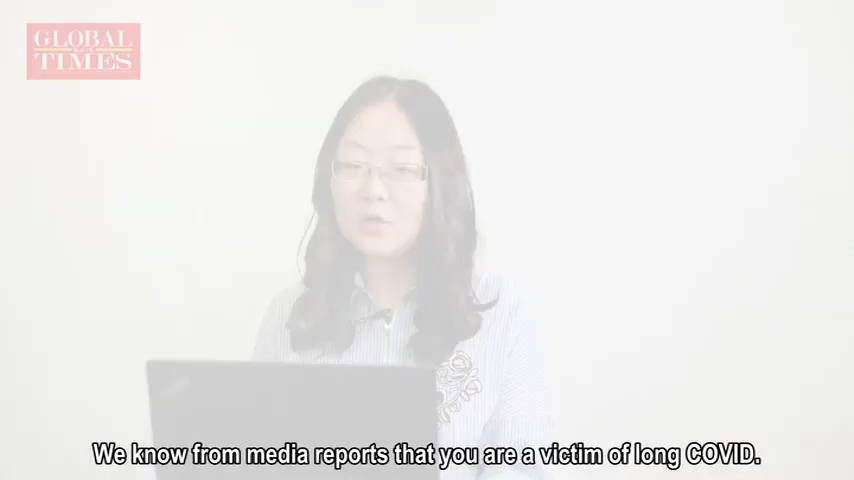 GLOBAL
TIMES
We know from media reports that you are a victim of long COVID.